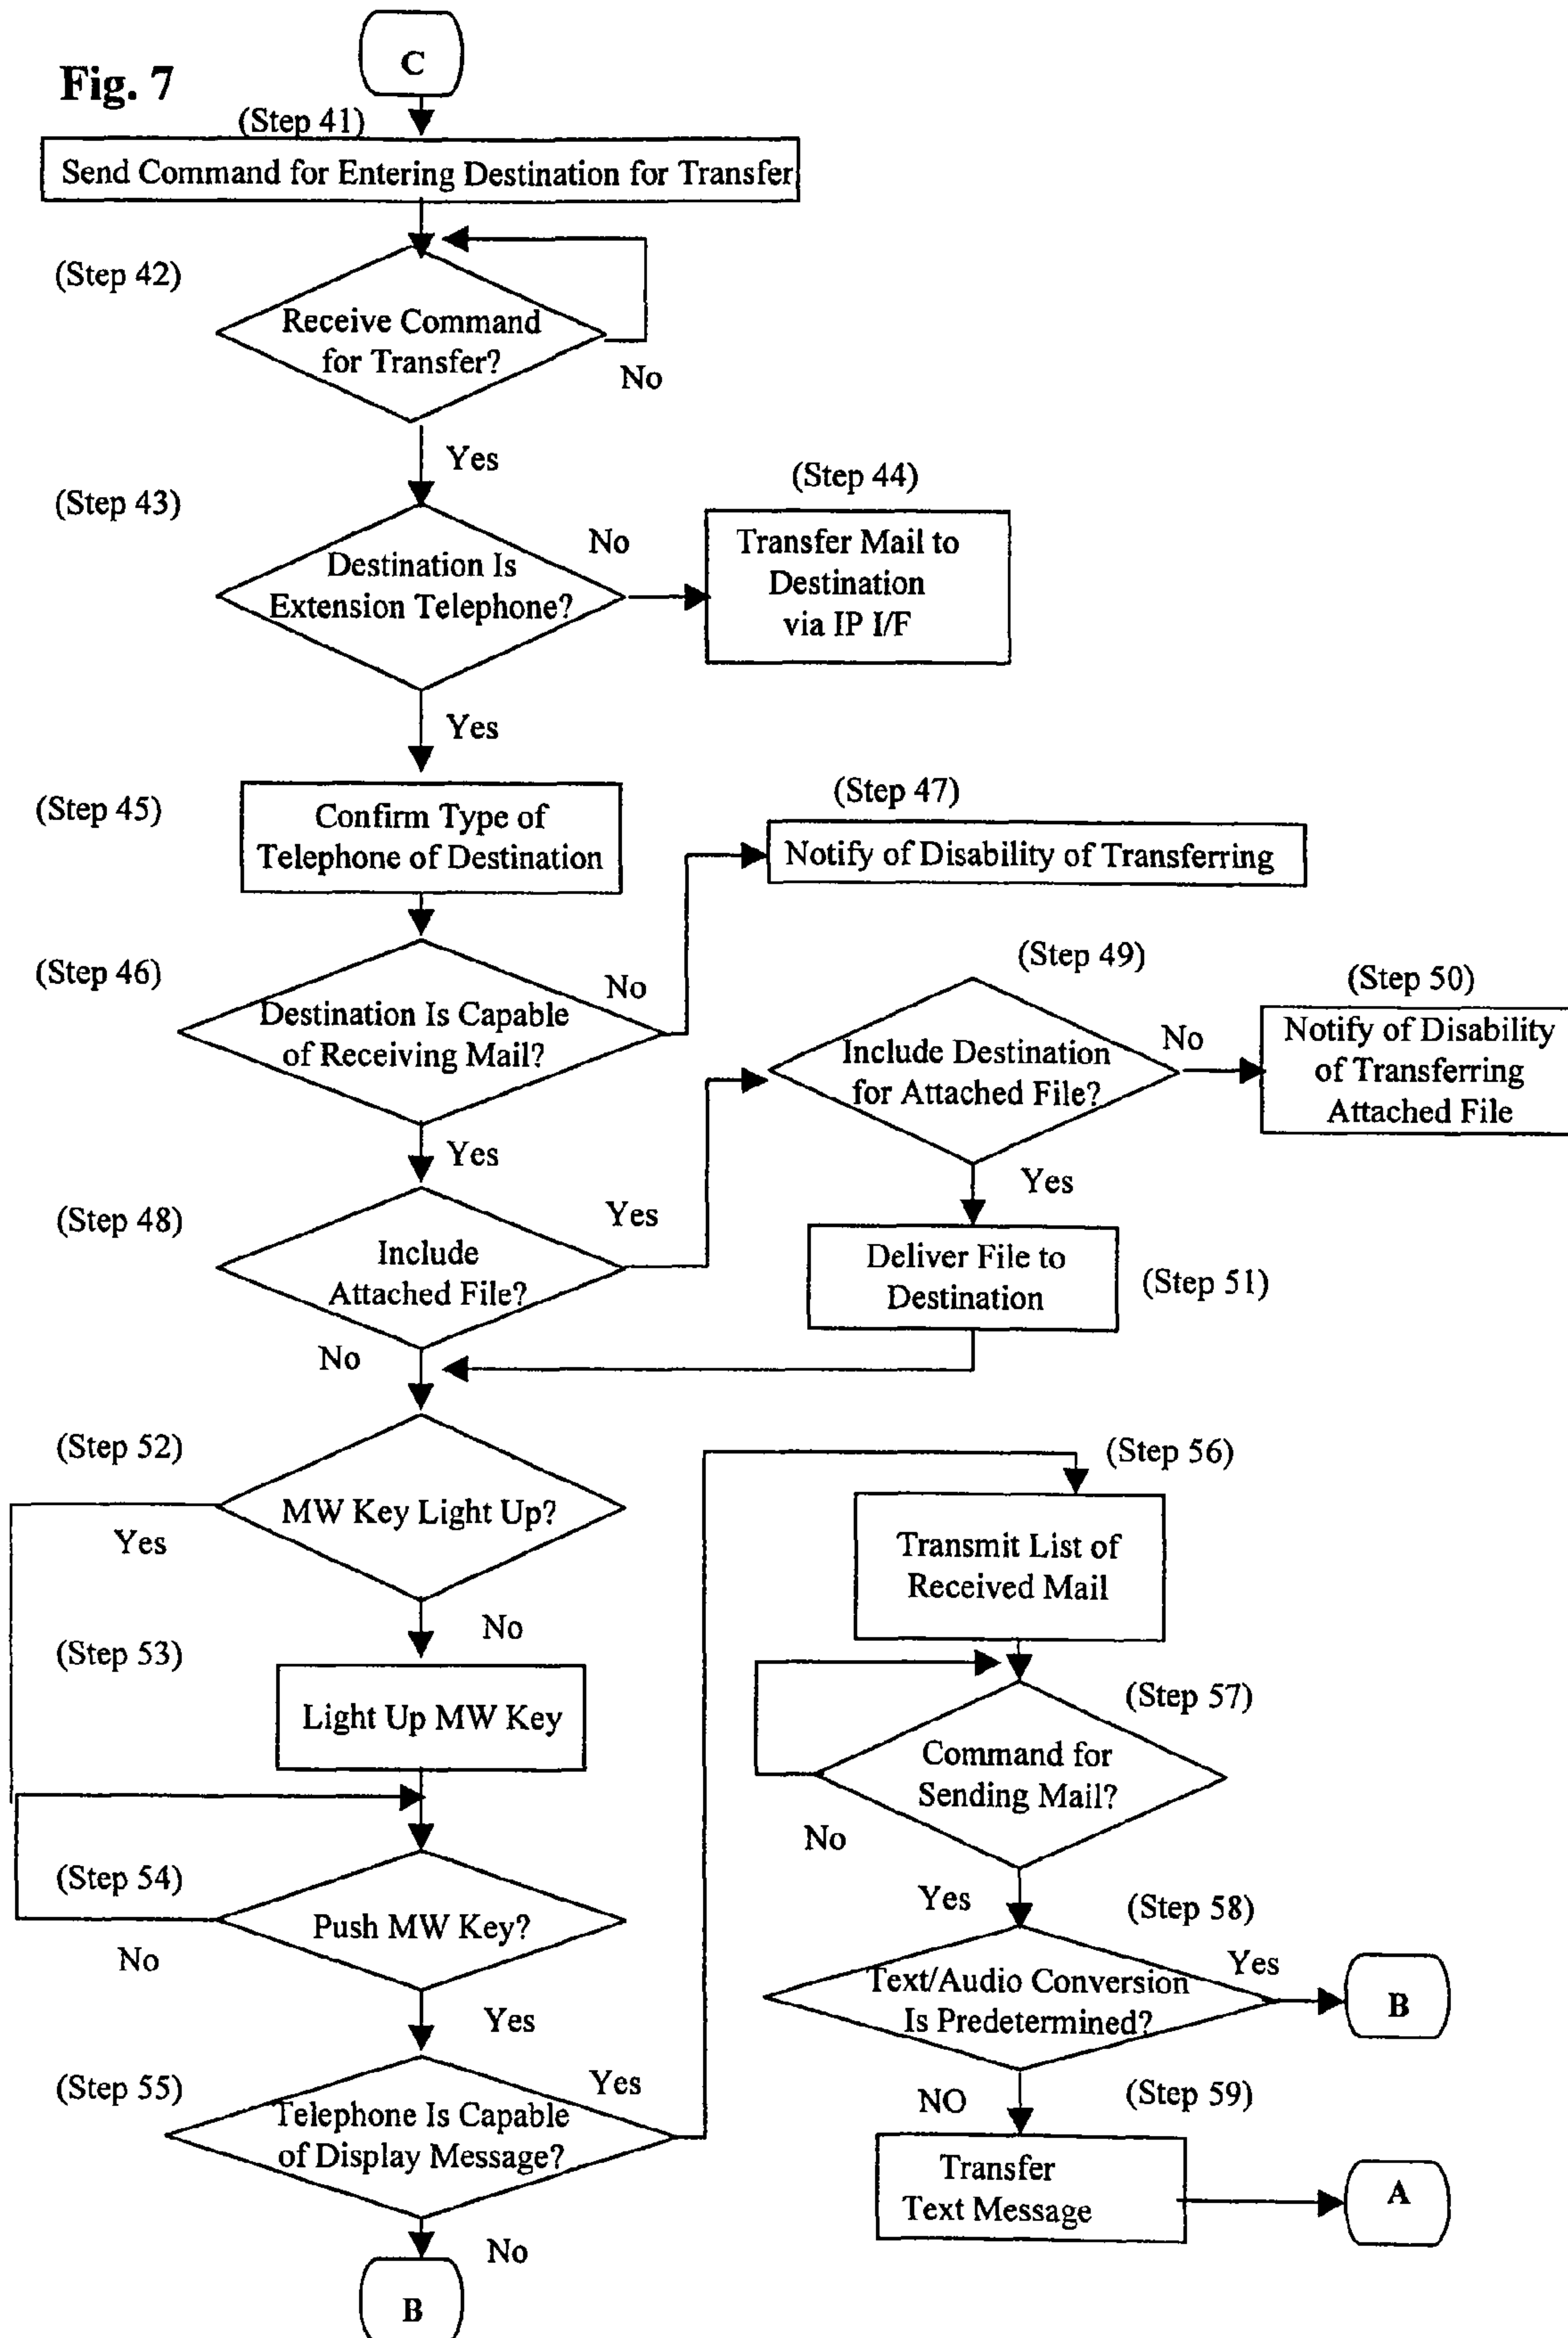 C
Fig. 7
(Step 41)
Send Command for Entering Destination for Transfer
(Step 42)
Receive Command
for Transfer?
No
Yes
(Step 43)
Destination Is
Extension Telephone?
No
(Step 44)
Transfer Mail to
Destination
via IP I/F
Yes
(Step 45)
Confirm Type of
Telephone of Destination
(Step 47)
Notify of Disability of Transferring
(Step 46)
Destination Is Capable
of Receiving Mail?
No
(Step 49)
Include Destination
for Attached File?
No
(Step 50)
Notify of Disability
of Transferring
Attached File
Yes
Yes
(Step 48)
Include
Attached File?
Yes
Deliver File to
Destination
(Step 51)
No
(Step 52)
MW Key Light Up?
Yes
No
(Step 53)
Light Up MW Key
(Step 54)
Push MW Key?
No
Yes
(Step 55)
Telephone Is Capable
of Display Message?
Yes
No
B
(Step 56)
Transmit List of
Received Mail
(Step 57)
Command for
Sending Mail?
No
Yes
(Step 58)
Text/Audio Conversion
Is Predetermined?
Yes
B
NO
(Step 59)
Transfer
Text Message
A